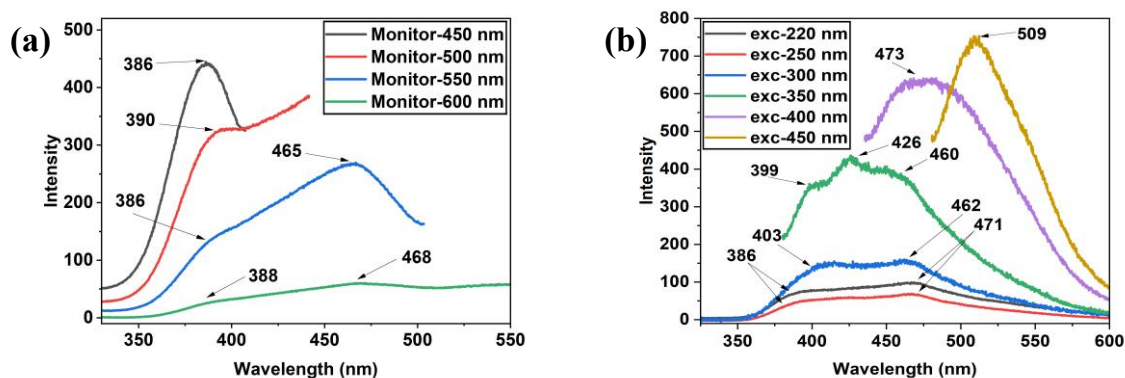 (a)
500
400
300
200
100
0
Intensity
350
400
450
500
550
Wavelength (nm)
Monitor-450 nm
Monitor-500 nm
Monitor-550 nm
Monitor-600 nm
386
390
465
386
388
468
(b)
800
700
600
500
400
300
200
100
0
Intensity
350
400
450
500
550
600
Wavelength (nm)
exc-220 nm
exc-250 nm
exc-300 nm
exc-350 nm
exc-400 nm
exc-450 nm
509
473
426
460
399
462
403
471
386